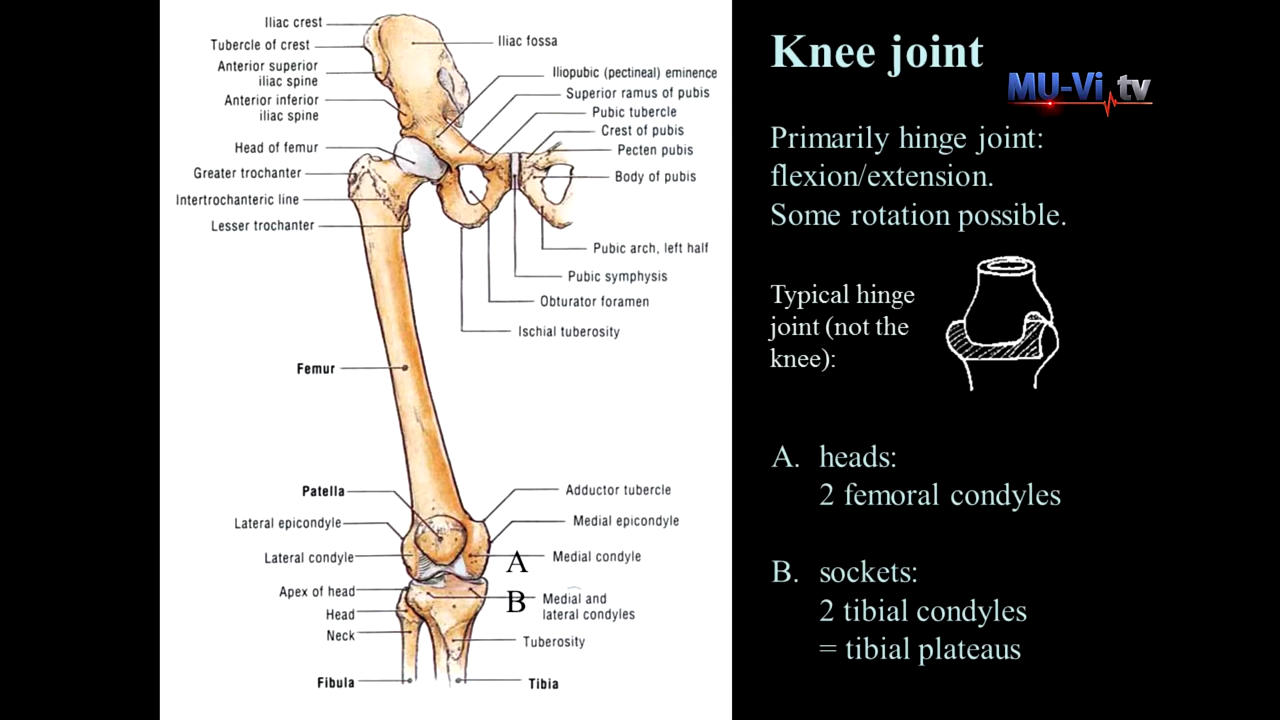 Iliac crest
Tubercle of crest
Anterior superior
iliac spine
Anterior inferior
iliac spine
Head of femur
Greater trochanter
Intertrochanteric line
Lesser trochanter
Femur
Patella
Lateral epicondyle
Lateral condyle
Apex of head
Head
Neck
Fibula
Iliac fossa
Iliopubic (pectineal) eminence
Superior ramus of pubis
Pubic tubercle
Crest of pubis
Pecten pubis
Body of pubis
Pubic arch, left half
Pubic symphysis
Obturator foramen
Ischial tuberosity
Adductor tubercle
Medial epicondyle
A
Medial condyle
B
Medial and
lateral condyles
Tuberosity
Tibia
Knee joint
MU-Vi.tv
Primarily hinge joint:
flexion/extension.
Some rotation possible.
Typical hinge
joint (not the
knee):
A. heads:
2 femoral condyles
B. sockets:
2 tibial condyles
= tibial plateaus